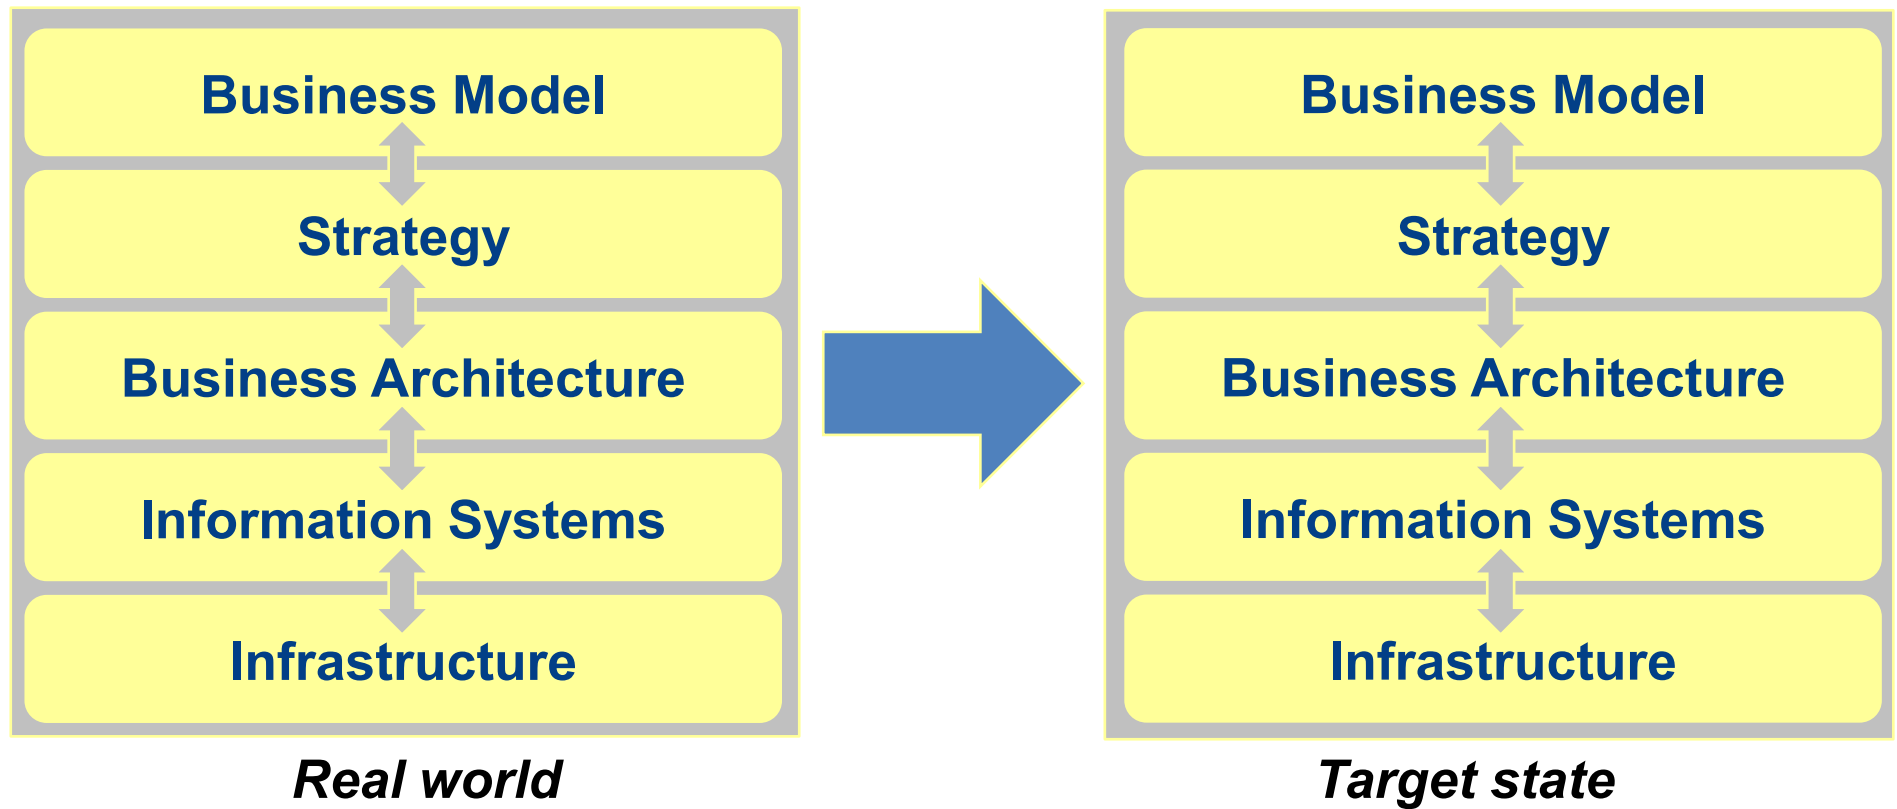 Business Model
Strategy
Business Architecture
Information Systems
Infrastructure
Real world
Business Model
Strategy
Business Architecture
Information Systems
Infrastructure
Target state